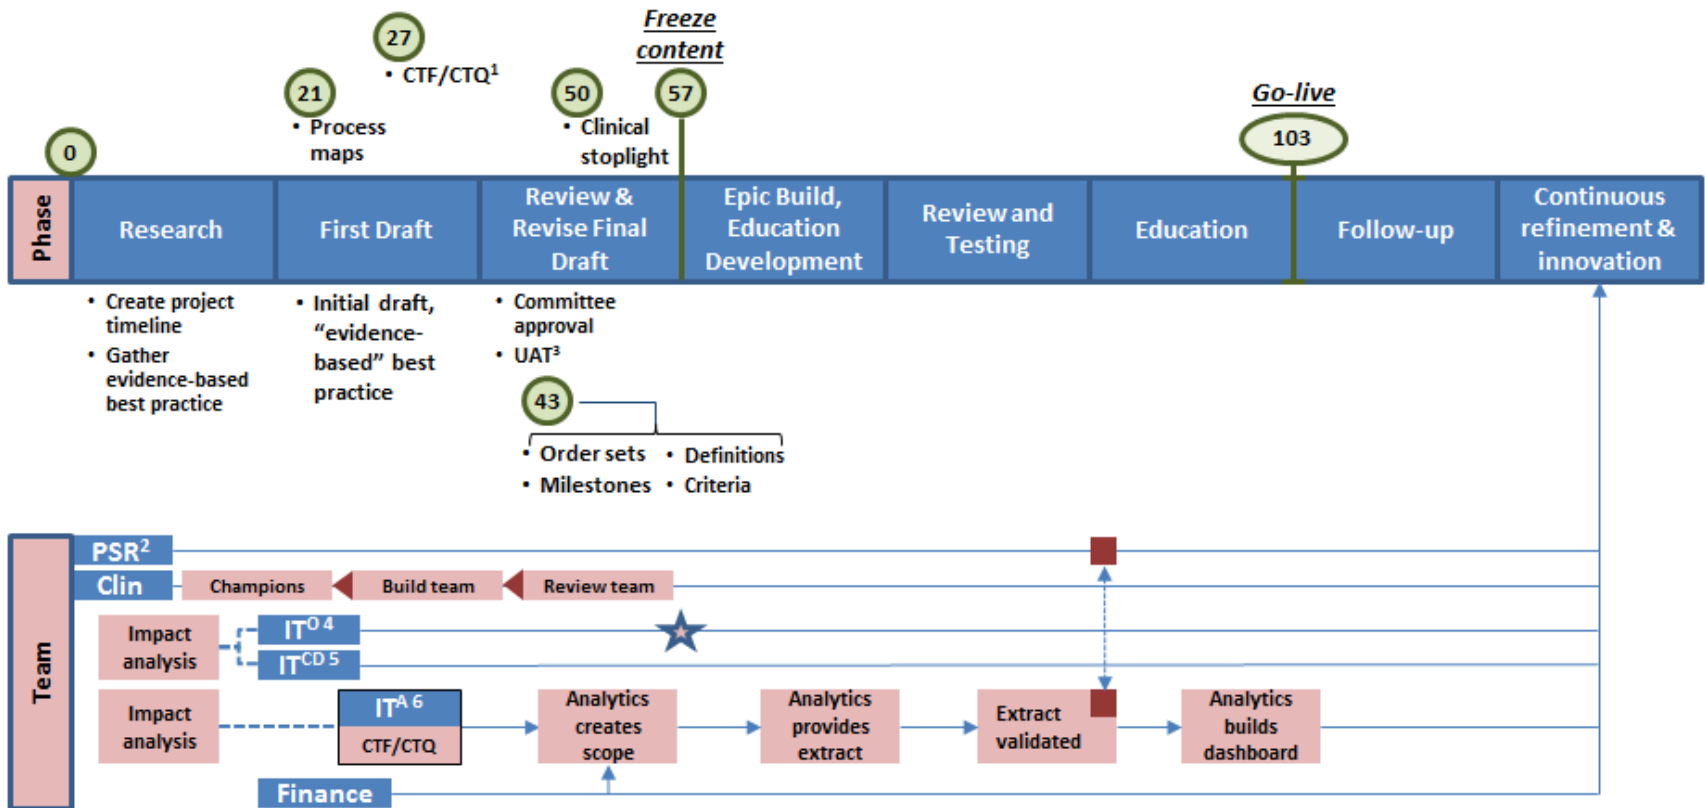 Freeze
content
27
• CTF/CTQ¹
21
• Process
maps
50
• Clinical
stoplight
57
Go-live
103
0
Phase
Research
First Draft
Review &
Revise Final
Draft
Epic Build,
Education
Development
Review and
Testing
Education
Follow-up
Continuous
refinement &
innovation
• Create project
timeline
• Gather
evidence-based
best practice
• Initial draft,
“evidence-
based” best
practice
• Committee
approval
• UAT³
43
• Order sets
• Milestones
• Definitions
• Criteria
Team
PSR²
Clin
Champions
Build team
Review team
Impact
analysis
IT^O 4
IT^CD 5
Impact
analysis
IT^A 6
CTF/CTQ
Analytics
creates
scope
Analytics
provides
extract
Extract
validated
Analytics
builds
dashboard
Finance